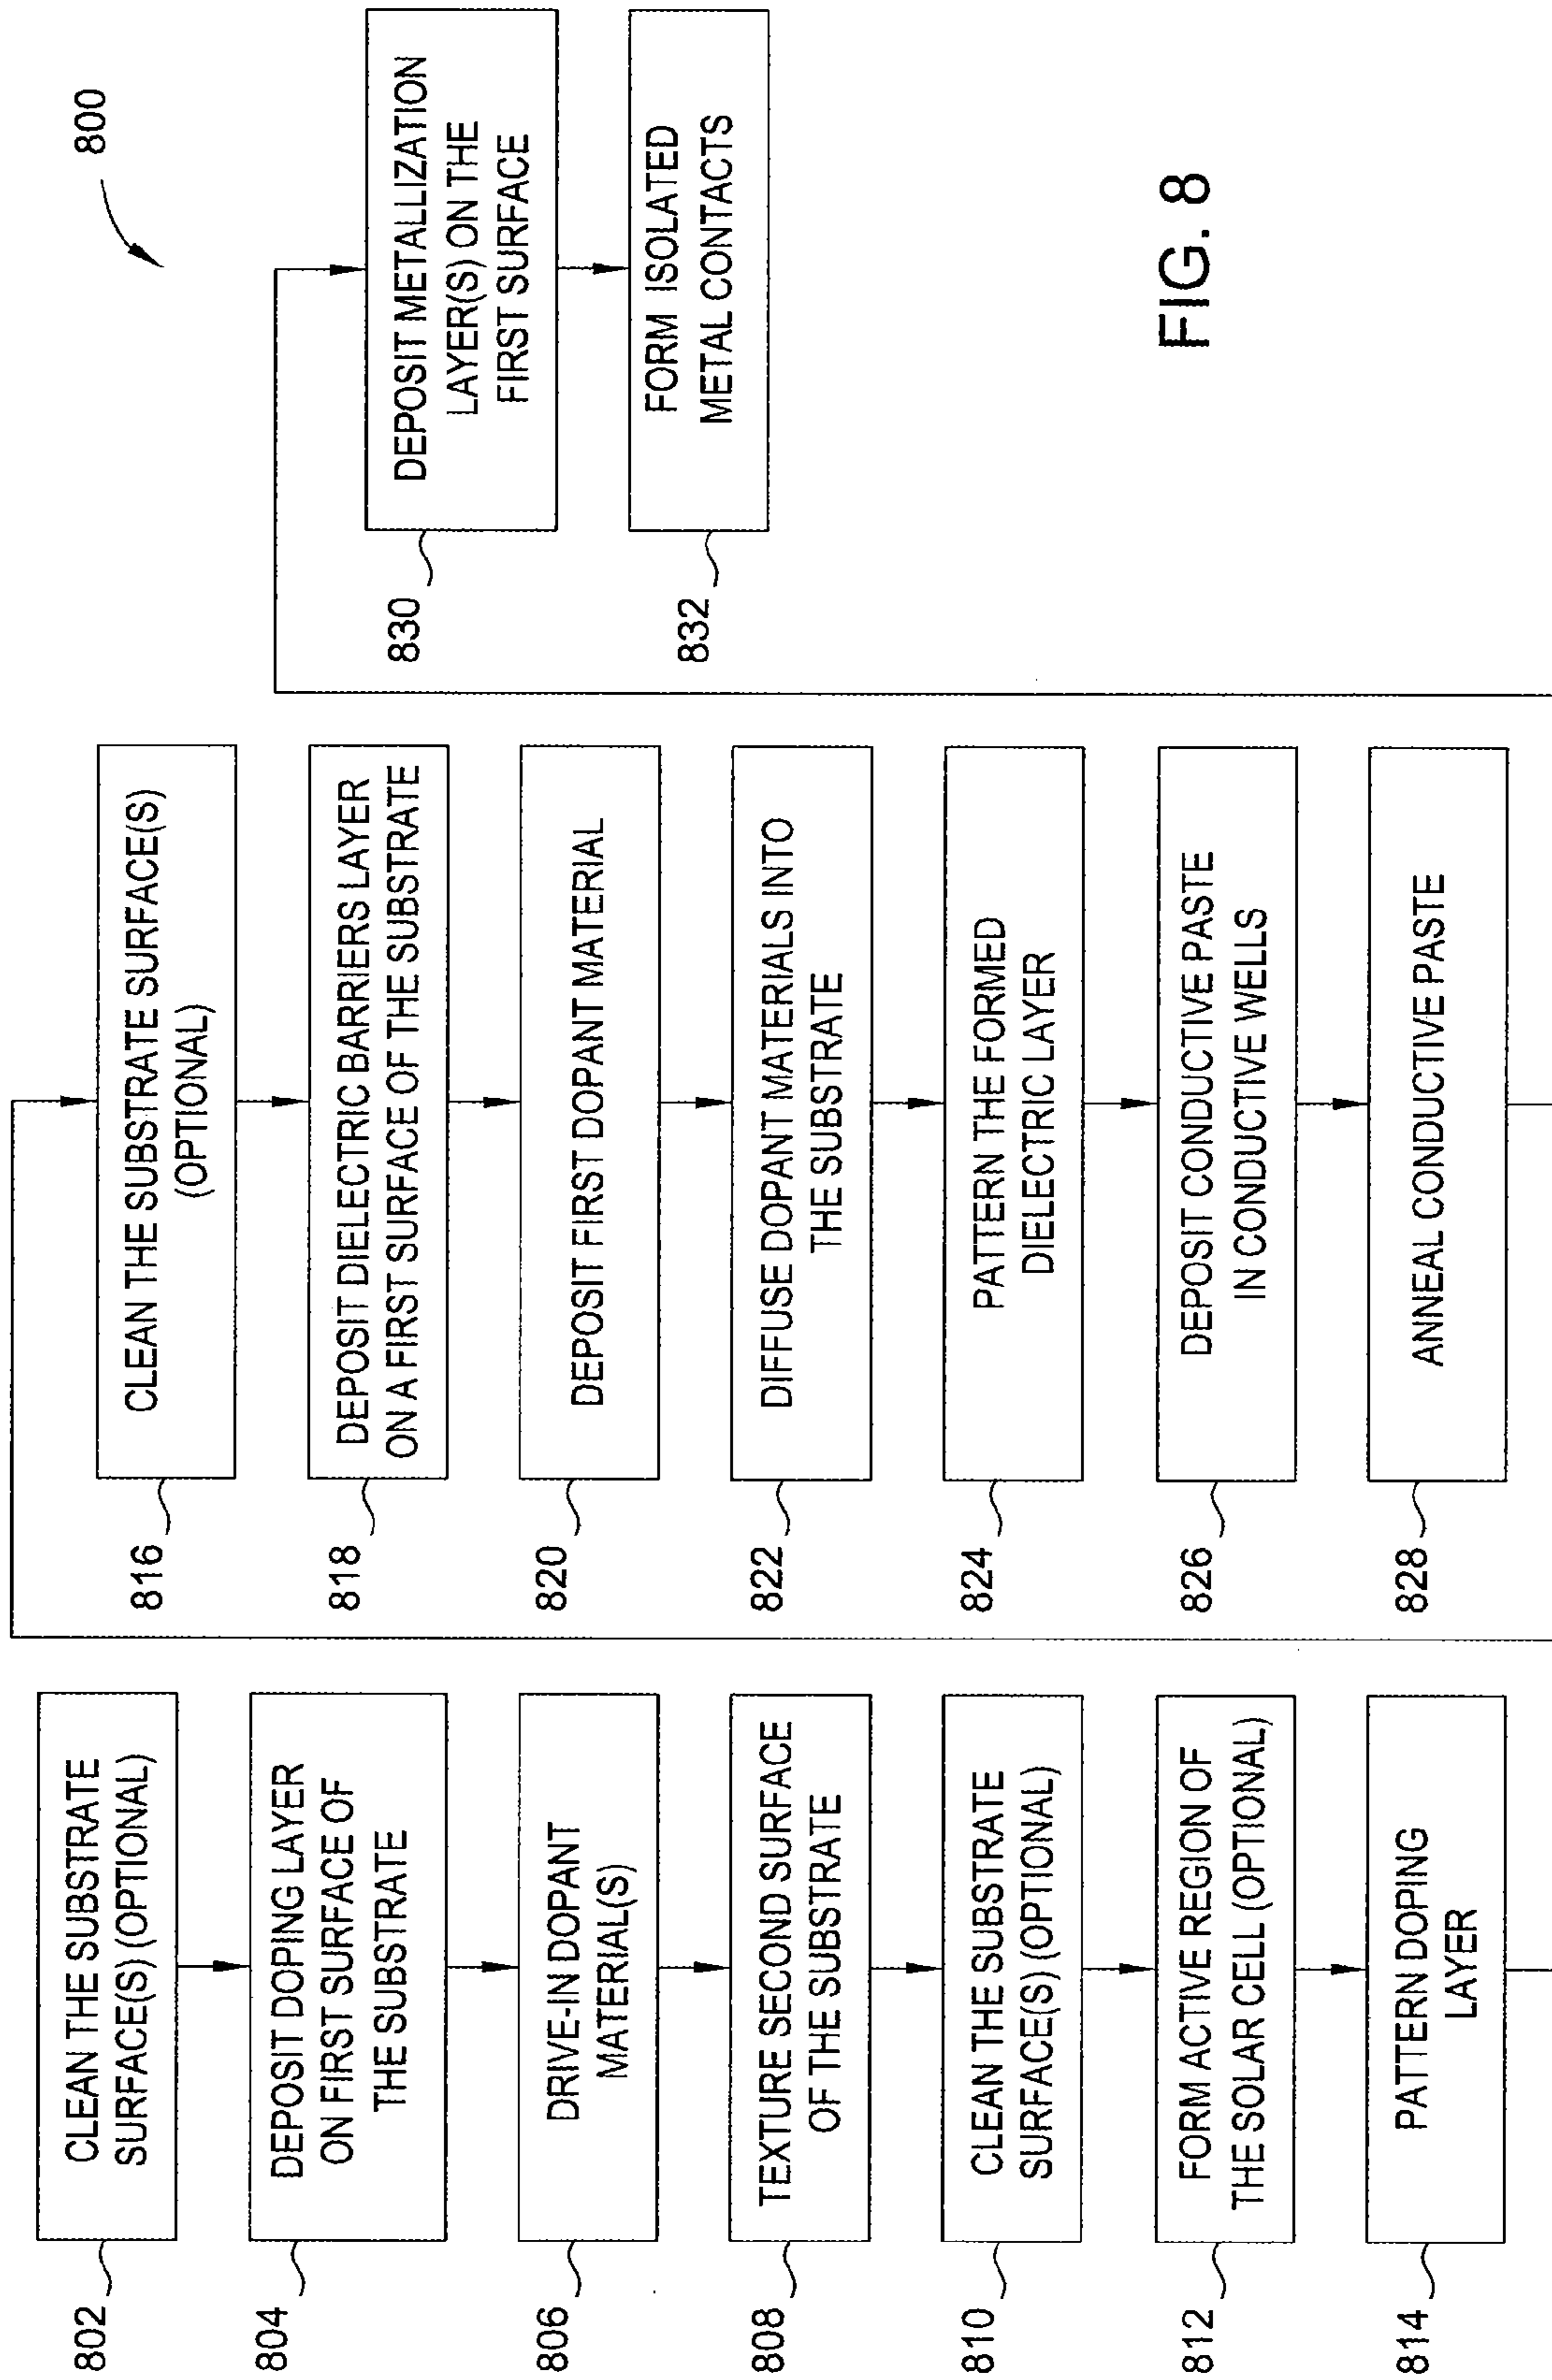 800
802
CLEAN THE SUBSTRATE
SURFACE(S) (OPTIONAL)
804
DEPOSIT DOPING LAYER
ON FIRST SURFACE OF
THE SUBSTRATE
806
DRIVE-IN DOPANT
MATERIAL(S)
808
TEXTURE SECOND SURFACE
OF THE SUBSTRATE
810
CLEAN THE SUBSTRATE
SURFACE(S) (OPTIONAL)
812
FORM ACTIVE REGION OF
THE SOLAR CELL (OPTIONAL)
814
PATTERN DOPING
LAYER
816
CLEAN THE SUBSTRATE SURFACE(S)
(OPTIONAL)
818
DEPOSIT DIELECTRIC BARRIERS LAYER
ON A FIRST SURFACE OF THE SUBSTRATE
820
DEPOSIT FIRST DOPANT MATERIAL
822
DIFFUSE DOPANT MATERIALS INTO
THE SUBSTRATE
824
PATTERN THE FORMED
DIELECTRIC LAYER
826
DEPOSIT CONDUCTIVE PASTE
IN CONDUCTIVE WELLS
828
ANNEAL CONDUCTIVE PASTE
830
DEPOSIT METALLIZATION
LAYER(S) ON THE
FIRST SURFACE
832
FORM ISOLATED
METAL CONTACTS
FIG. 8